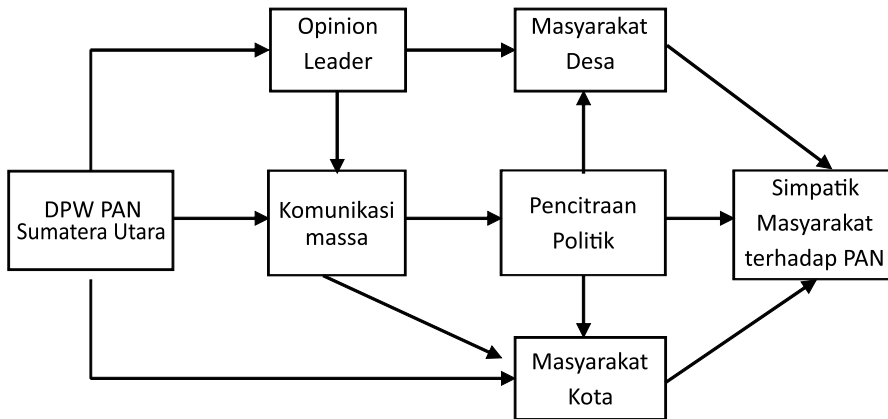 Opinion
Leader
Masyarakat
Desa
DPW PAN
Sumatera Utara
Komunikasi
massa
Pencitraan
Politik
Simpatik
Masyarakat
terhadap PAN
Masyarakat
Kota